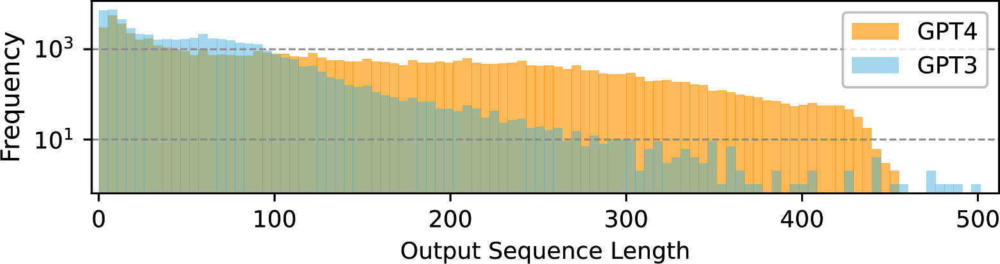 Frequency
10³
10¹
GPT4
GPT3
0 100 200 300 400 500
Output Sequence Length